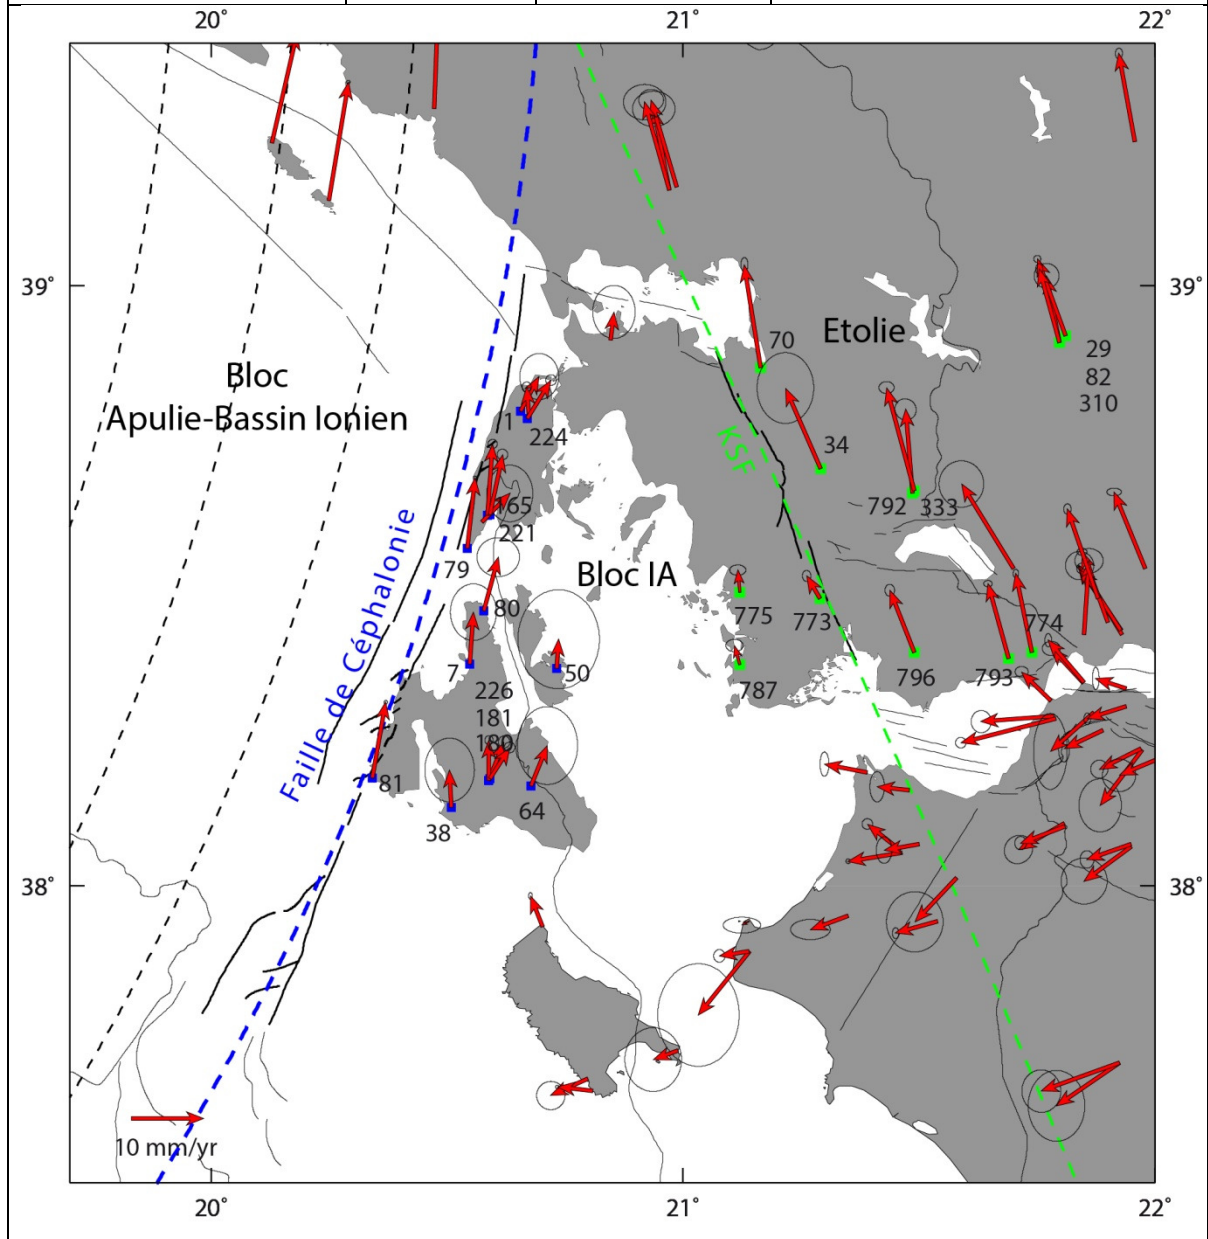 20° 21° 22°
39° 39°
Bloc
Apulie-Bassin Ionien
Etolie
70
29
82
310
1
224
34
KSF
792 333
165
221
79
Faille de Céphalonie
Bloc IA
80
775 773 774
7 50
787 796 793
226
181
180
81
64
38
38° 38°
10 mm/yr
20° 21° 22°